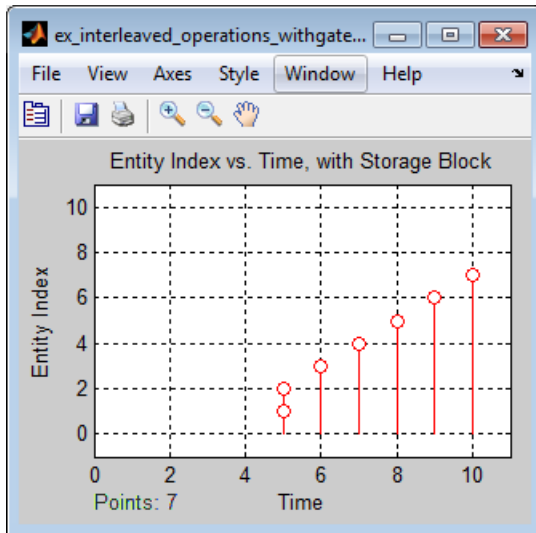 ex_interleaved_operations_withgate...
File View Axes Style Window Help
Entity Index vs. Time, with Storage Block
Entity Index
10
8
6
4
2
0
0 2 4 6 8 10
Points: 7 Time